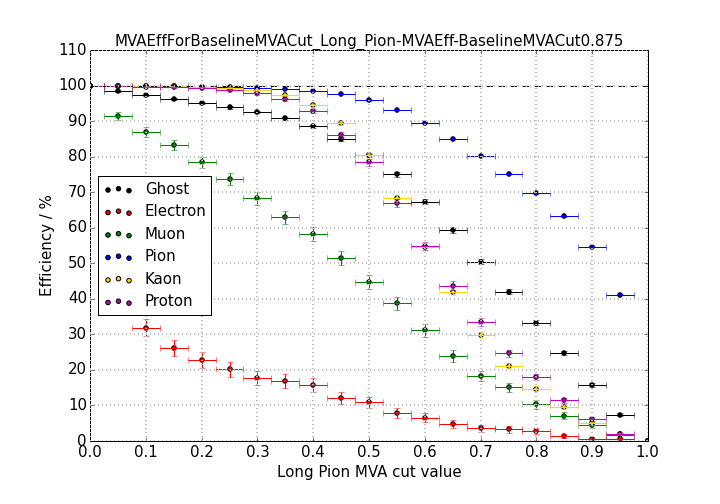 MVAEffForBaselineMVACut_Long_Pion-MVAEff-BaselineMVACut0.875
110
100
90
80
70
60
50
40
30
20
10
0
Efficiency / %
Ghost
Electron
Muon
Pion
Kaon
Proton
0.0 0.1 0.2 0.3 0.4 0.5 0.6 0.7 0.8 0.9 1.0
Long Pion MVA cut value